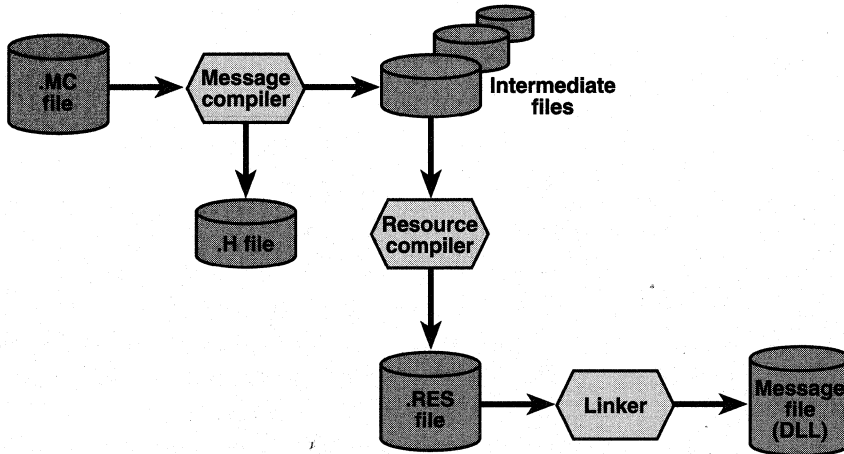 .MC
file
Message
compiler
Intermediate
files
.H file
Resource
compiler
.RES
file
Linker
Message
file
(DLL)